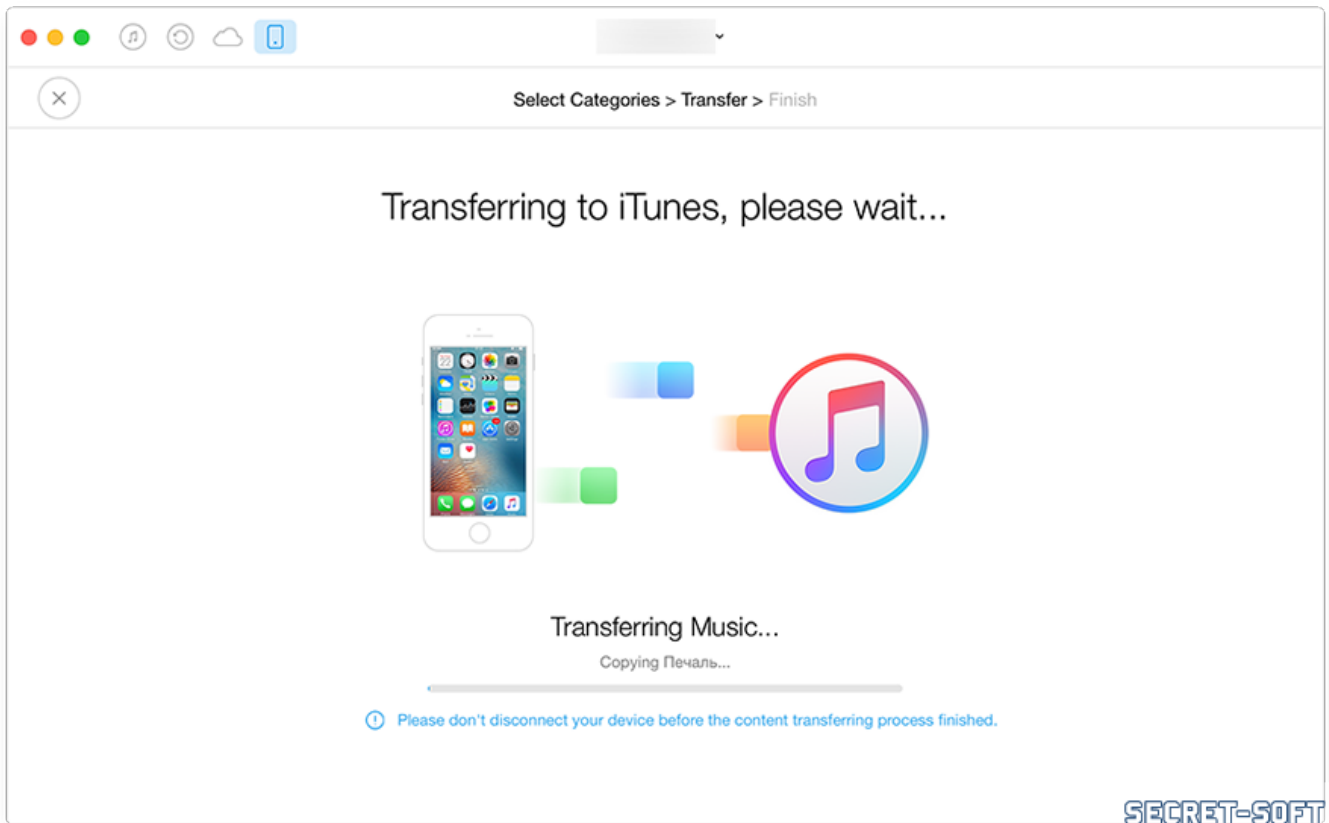 Select Categories > Transfer > Finish
Transferring to iTunes, please wait...
Transferring Music...
Copying Печаль...
Please don't disconnect your device before the content transferring process finished.
SECRET-SOFT